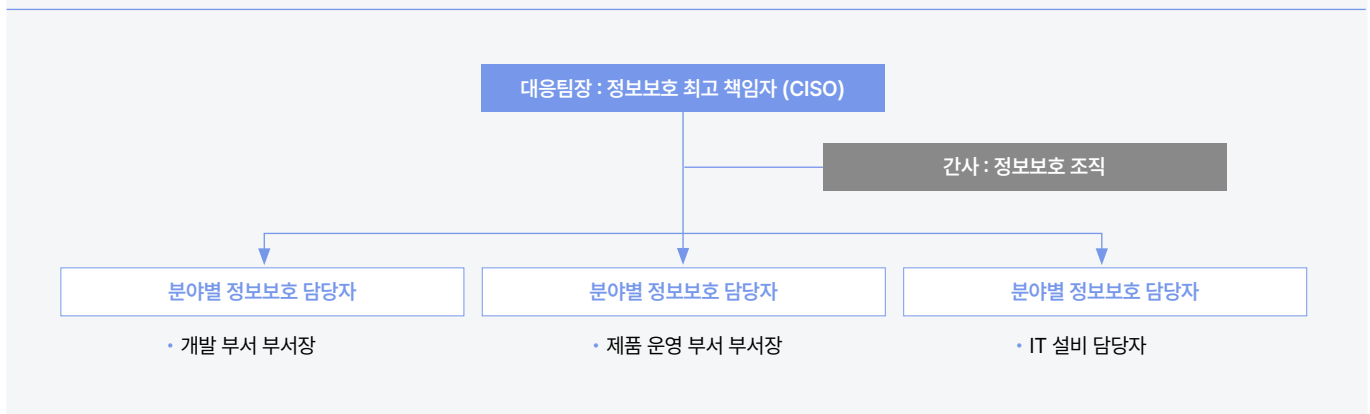 대응팀장 : 정보보호 최고 책임자 (CISO)
간사 : 정보보호 조직
분야별 정보보호 담당자
분야별 정보보호 담당자
분야별 정보보호 담당자
• 개발 부서 부서장
• 제품 운영 부서 부서장
• IT 설비 담당자